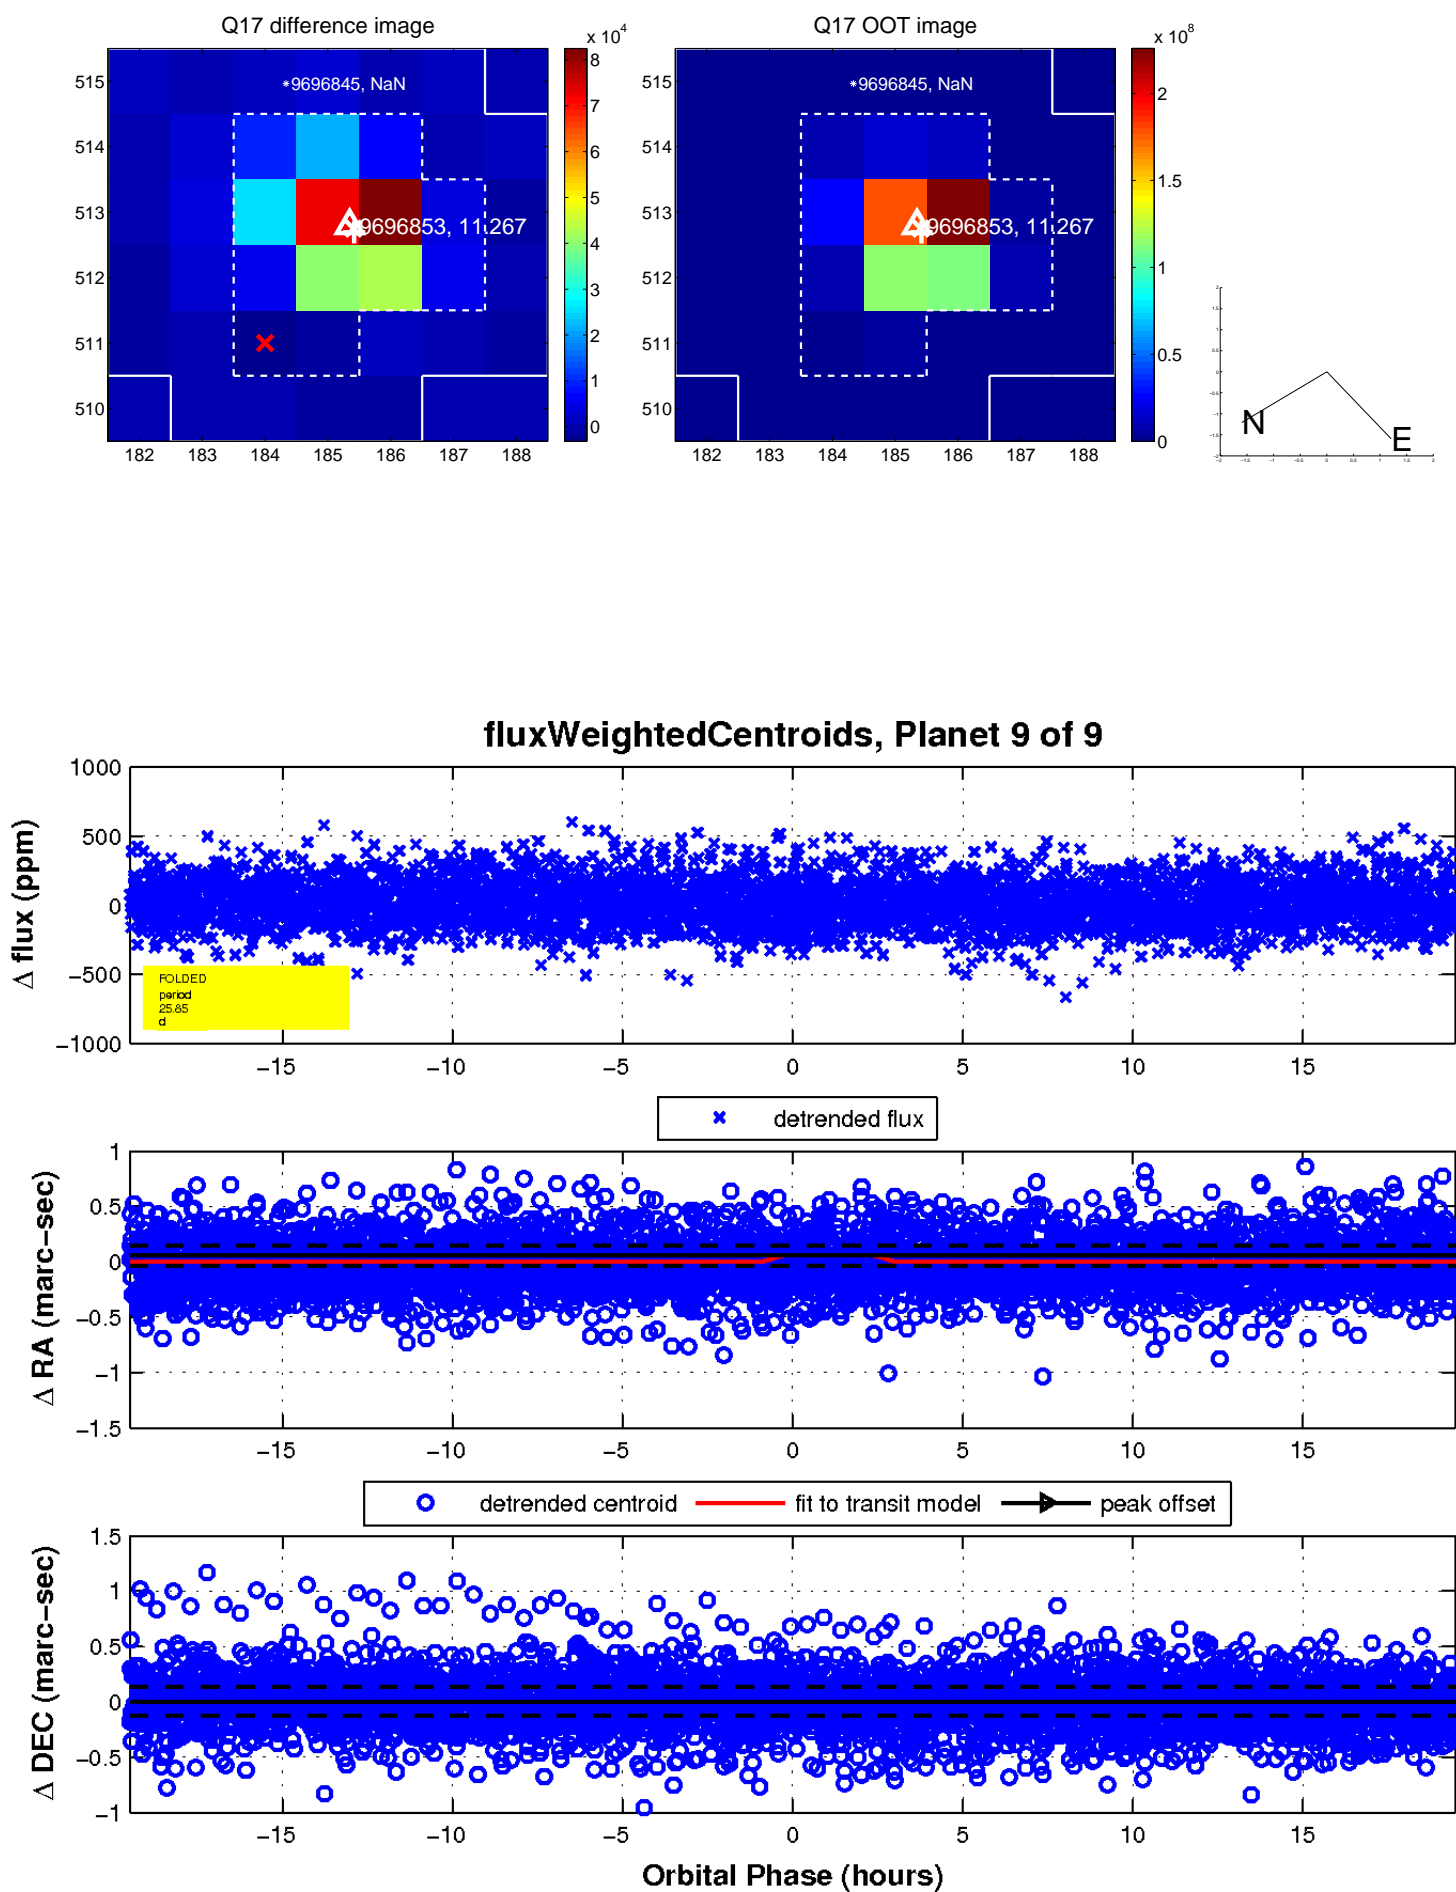 Q17 difference image
Q17 OOT image
x 10^4
x 10^8
*9696845, NaN
*9696845, NaN
9696853, 11.267
9696853, 11.267
515
514
513
512
511
510
182 183 184 185 186 187 188
8
7
6
5
4
3
2
1
0
182 183 184 185 186 187 188
2
1.5
1
0.5
0
N
E
fluxWeightedCentroids, Planet 9 of 9
Δ flux (ppm)
1000
500
0
−500
−1000
FOLDED
period
25.85
d
−15 −10 −5 0 5 10 15
detrended flux
Δ RA (marc−sec)
1
0.5
0
−0.5
−1
−1.5
−15 −10 −5 0 5 10 15
detrended centroid fit to transit model peak offset
Δ DEC (marc−sec)
1.5
1
0.5
0
−0.5
−1
−15 −10 −5 0 5 10 15
Orbital Phase (hours)